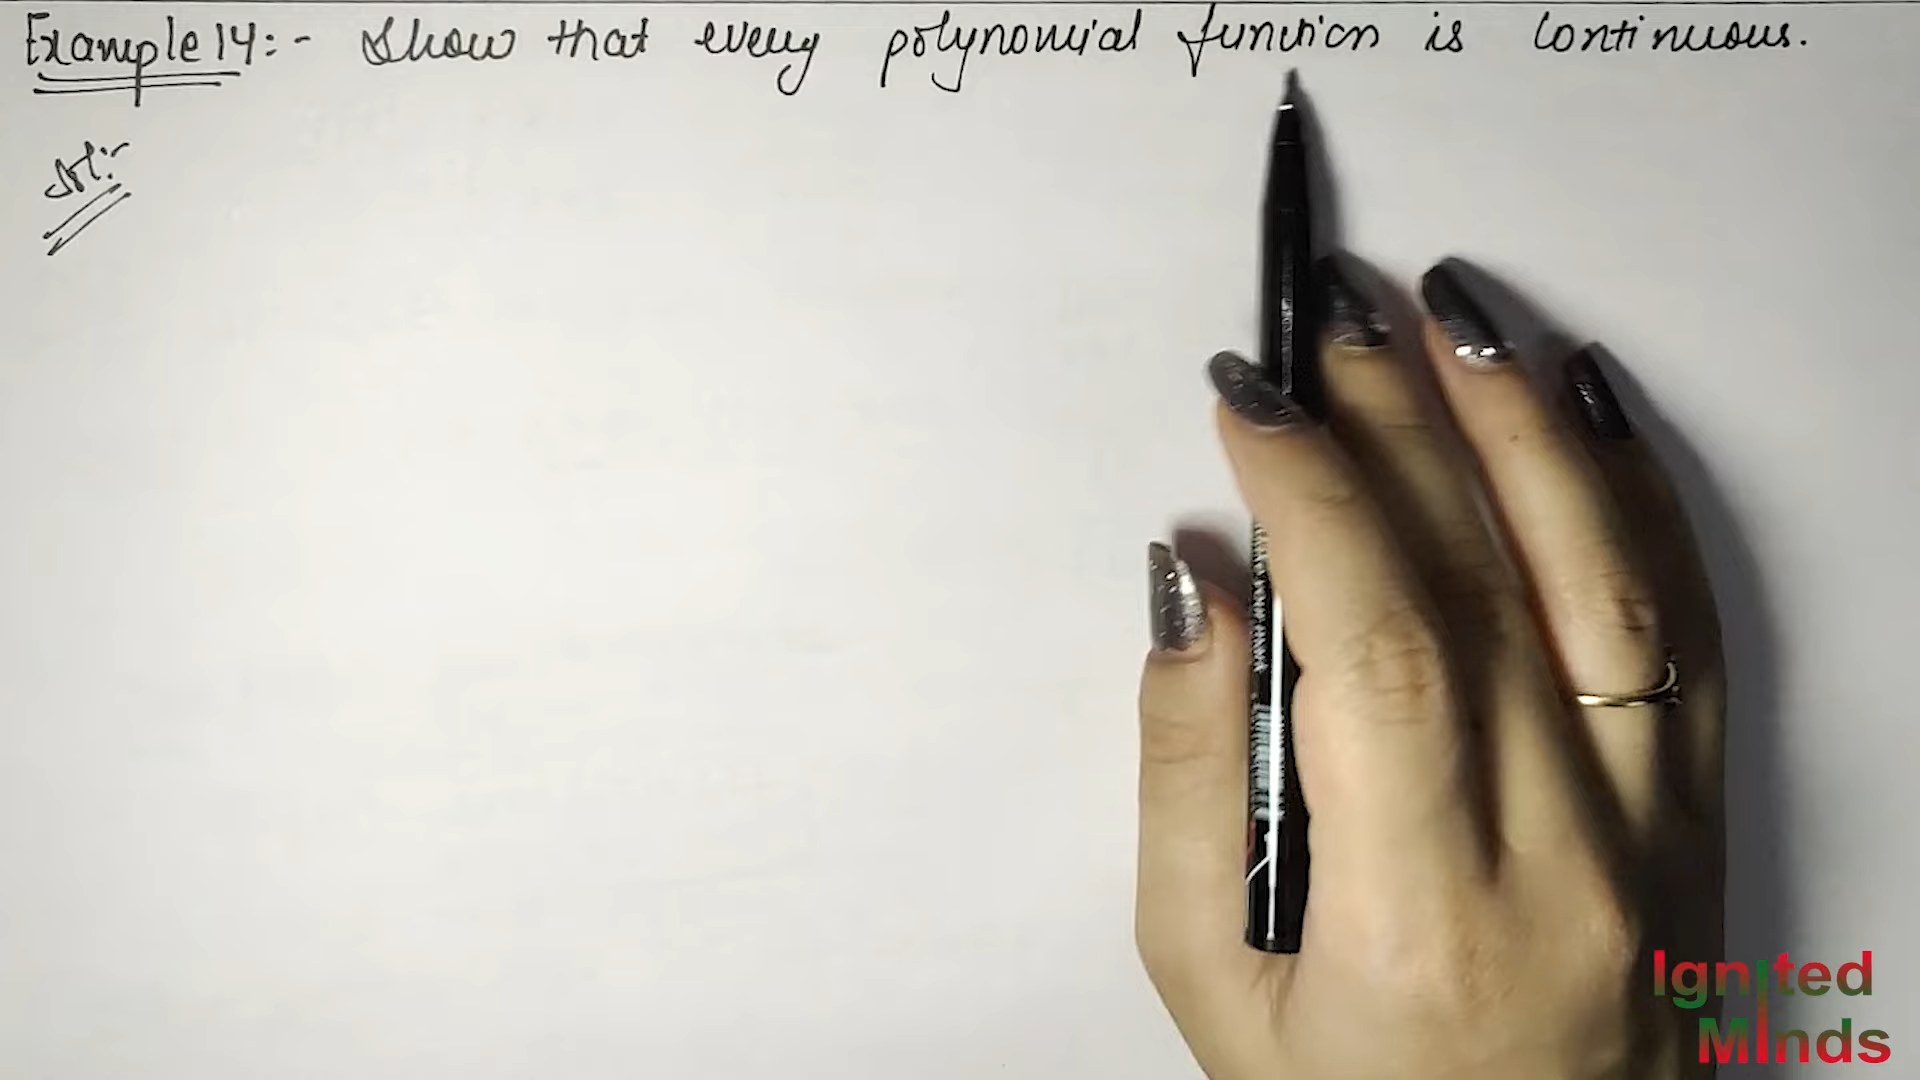 Example 14:- Show that every polynomial function is continuous.
Sol:-
Ignited
Minds